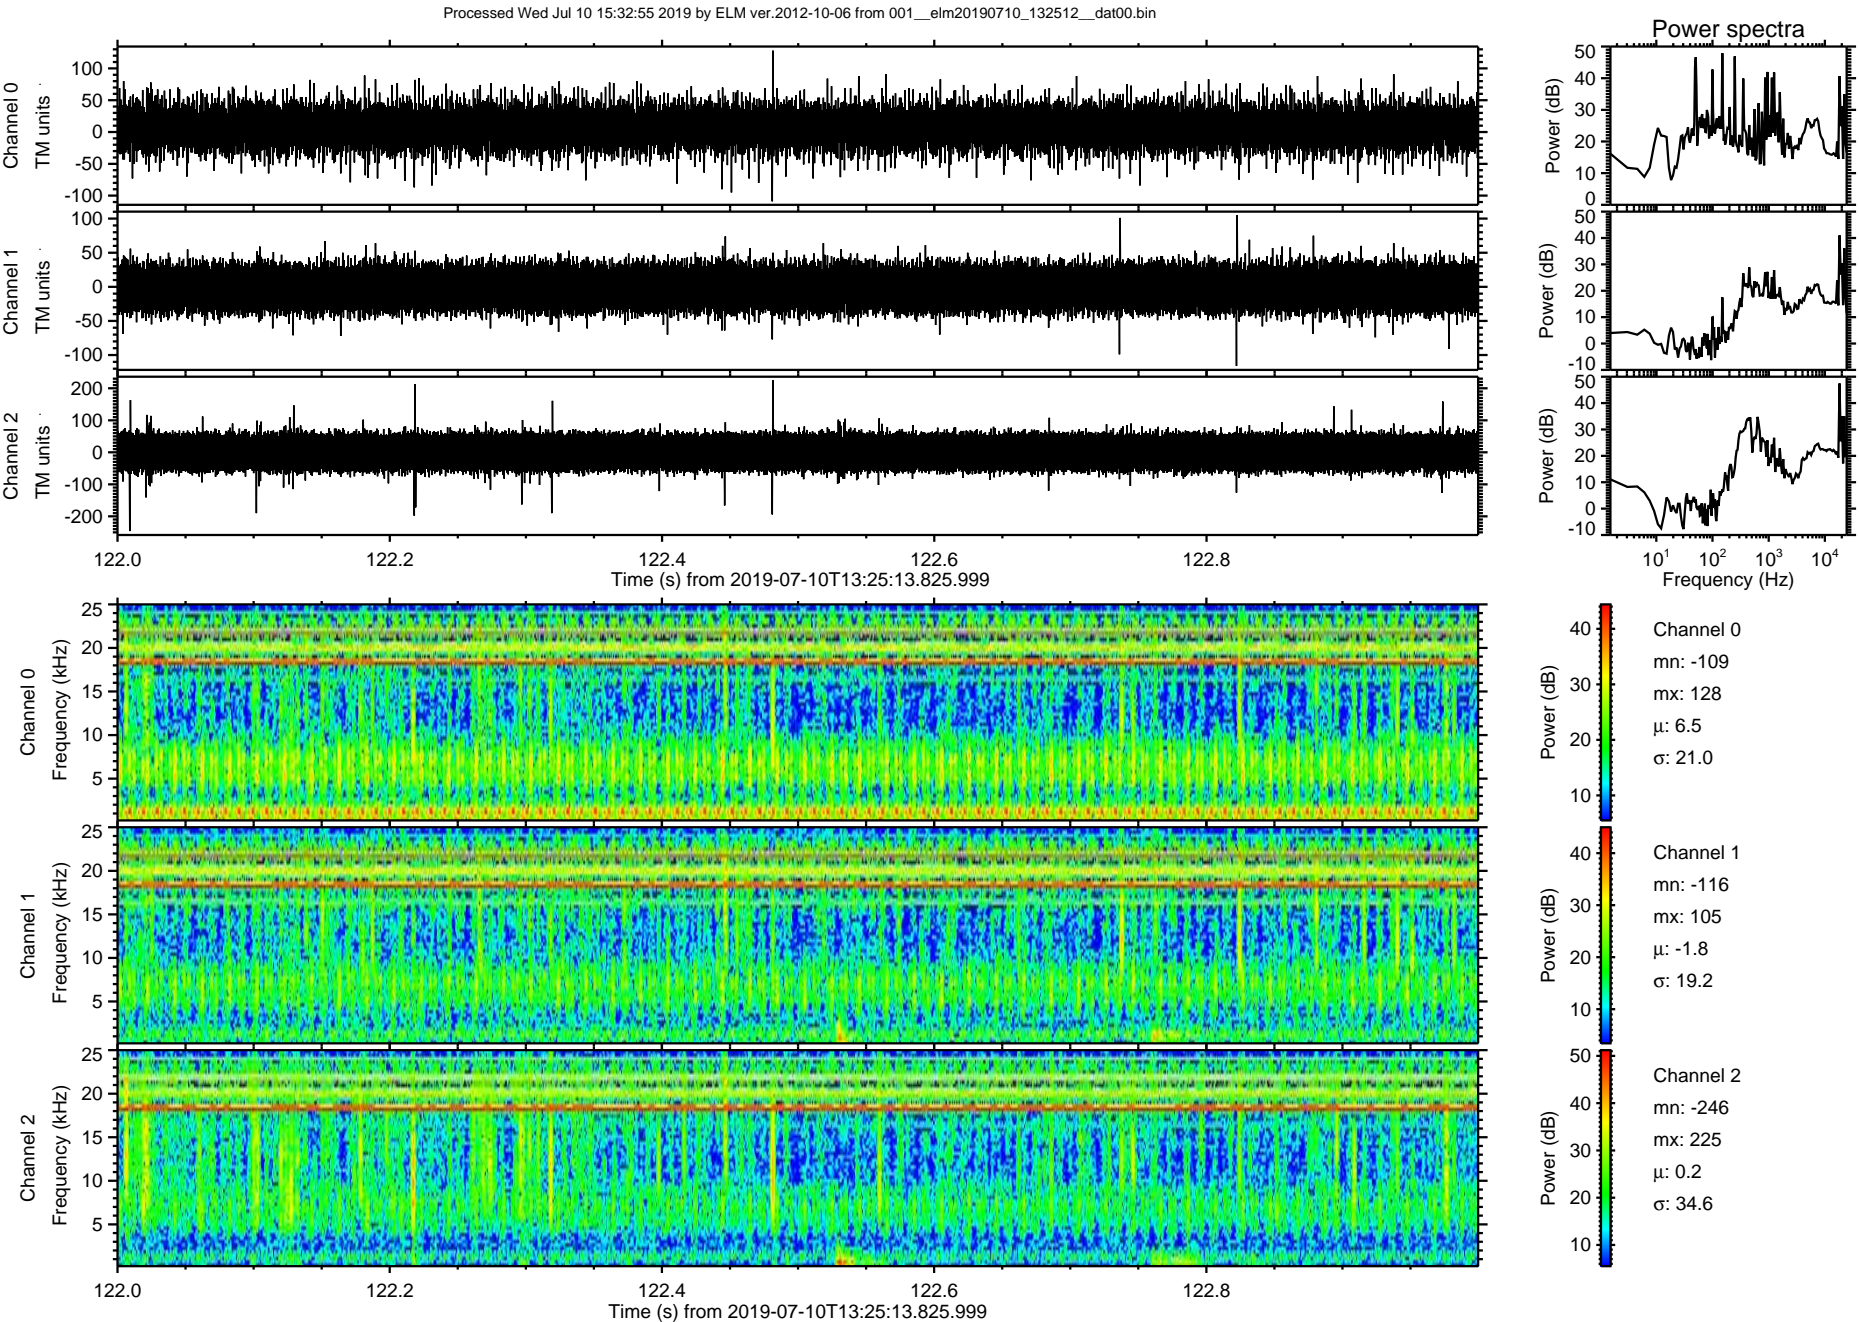 Processed Wed Jul 10 15:32:55 2019 by ELM ver.2012-10-06 from 001__elm20190710_132512__dat00.bin
Power spectra
Channel 0
TM units
100
50
0
-50
-100
Power (dB)
50
40
30
20
10
0
Channel 1
TM units
100
50
0
-50
-100
Power (dB)
50
40
30
20
10
0
-10
Channel 2
TM units
200
100
0
-100
-200
Power (dB)
50
40
30
20
10
0
-10
122.0 122.2 122.4 122.6 122.8
Time (s) from 2019-07-10T13:25:13.825.999
10¹ 10² 10³ 10⁴
Frequency (Hz)
Channel 0
Frequency (kHz)
25
20
15
10
5
Power (dB)
40
30
20
10
Channel 0
mn: -109
mx: 128
μ: 6.5
σ: 21.0
Channel 1
Frequency (kHz)
25
20
15
10
5
Power (dB)
40
30
20
10
Channel 1
mn: -116
mx: 105
μ: -1.8
σ: 19.2
Channel 2
Frequency (kHz)
25
20
15
10
5
Power (dB)
50
40
30
20
10
Channel 2
mn: -246
mx: 225
μ: 0.2
σ: 34.6
122.0 122.2 122.4 122.6 122.8
Time (s) from 2019-07-10T13:25:13.825.999